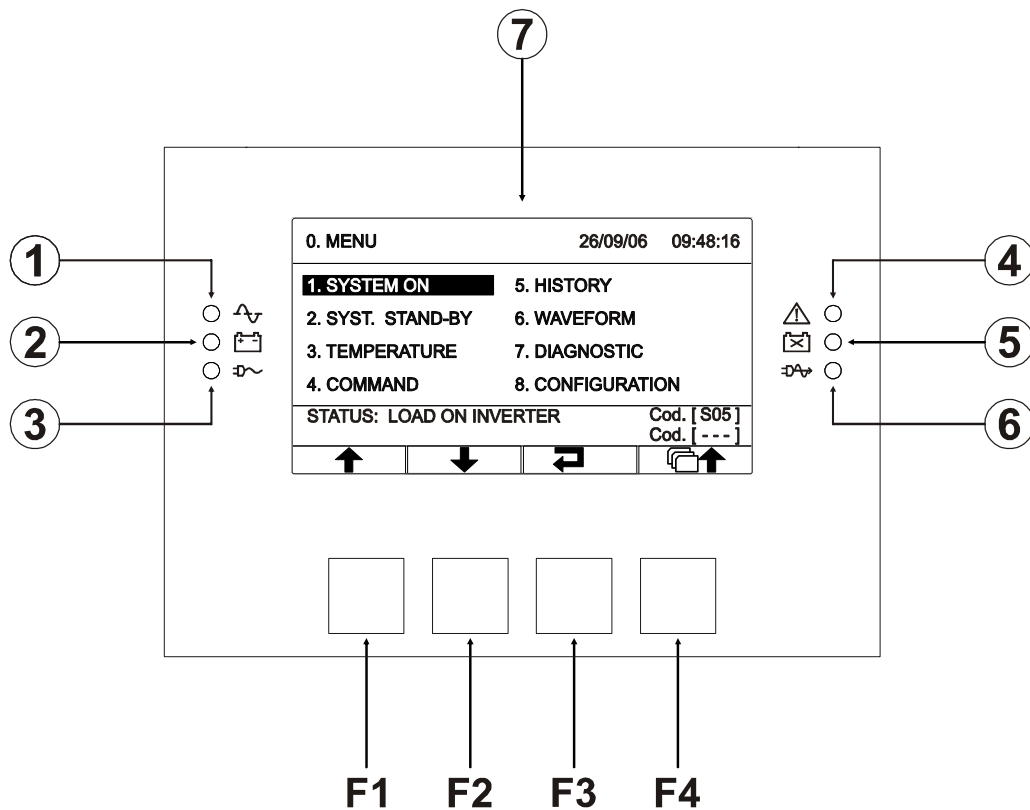 7
0. MENU 26/09/06 09:48:16
1 4
1. SYSTEM ON 5. HISTORY
2. SYST. STAND-BY 6. WAVEFORM
2 5
3. TEMPERATURE 7. DIAGNOSTIC
4. COMMAND 8. CONFIGURATION
3 6
STATUS: LOAD ON INVERTER Cod. [ S05 ]
Cod. [ - - - ]
F1 F2 F3 F4